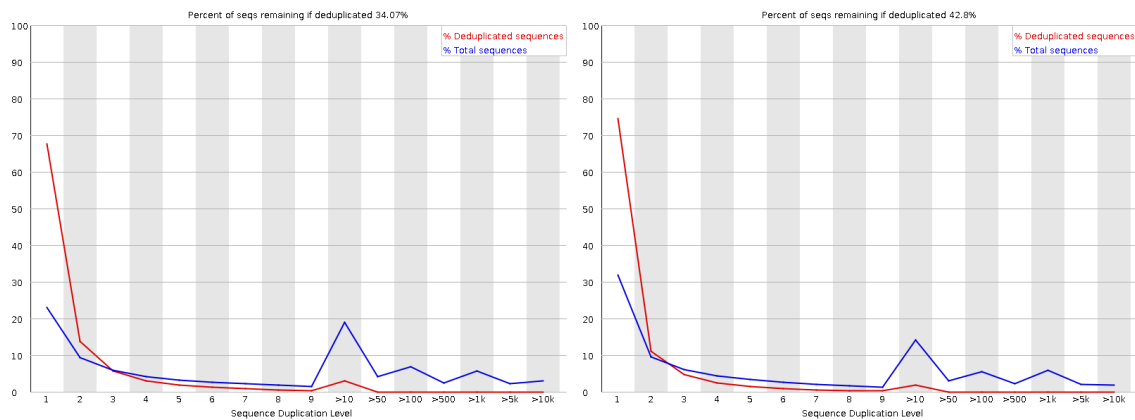 Percent of seqs remaining if deduplicated 34.07%
% Deduplicated sequences
% Total sequences
100
90
80
70
60
50
40
30
20
10
0
1 2 3 4 5 6 7 8 9 >10 >50 >100 >500 >1k >5k >10k
Sequence Duplication Level
Percent of seqs remaining if deduplicated 42.8%
% Deduplicated sequences
% Total sequences
100
90
80
70
60
50
40
30
20
10
0
1 2 3 4 5 6 7 8 9 >10 >50 >100 >500 >1k >5k >10k
Sequence Duplication Level